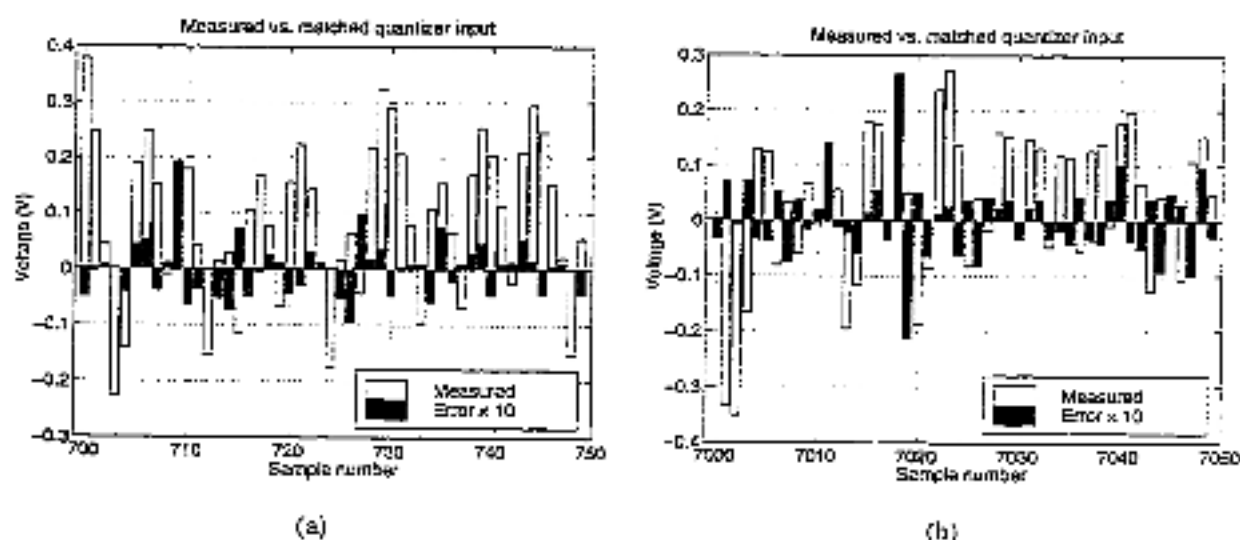 Measured vs. matched quantizer input
0.4
0.3
0.2
0.1
0
−0.1
−0.2
−0.3
Voltage (V)
700
710
720
730
740
750
Sample number
Measured
Error x 10
(a)
Measured vs. matched quantizer input
0.3
0.2
0.1
0
−0.1
−0.2
−0.3
Voltage (V)
7000
7010
7020
7030
7040
7050
Sample number
Measured
Error x 10
(b)